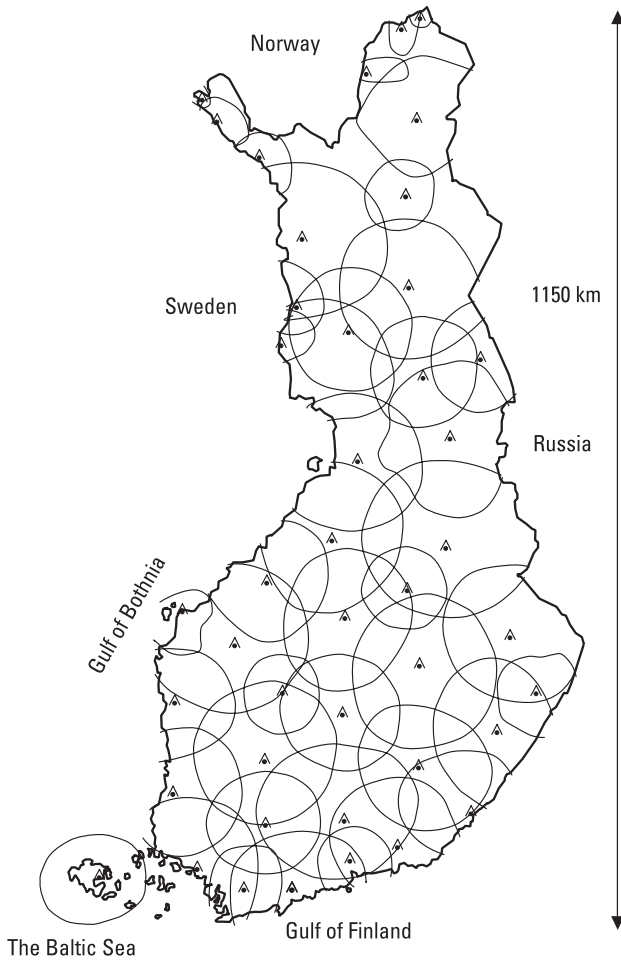 Norway
Sweden
1150 km
Russia
Gulf of Bothnia
Gulf of Finland
The Baltic Sea